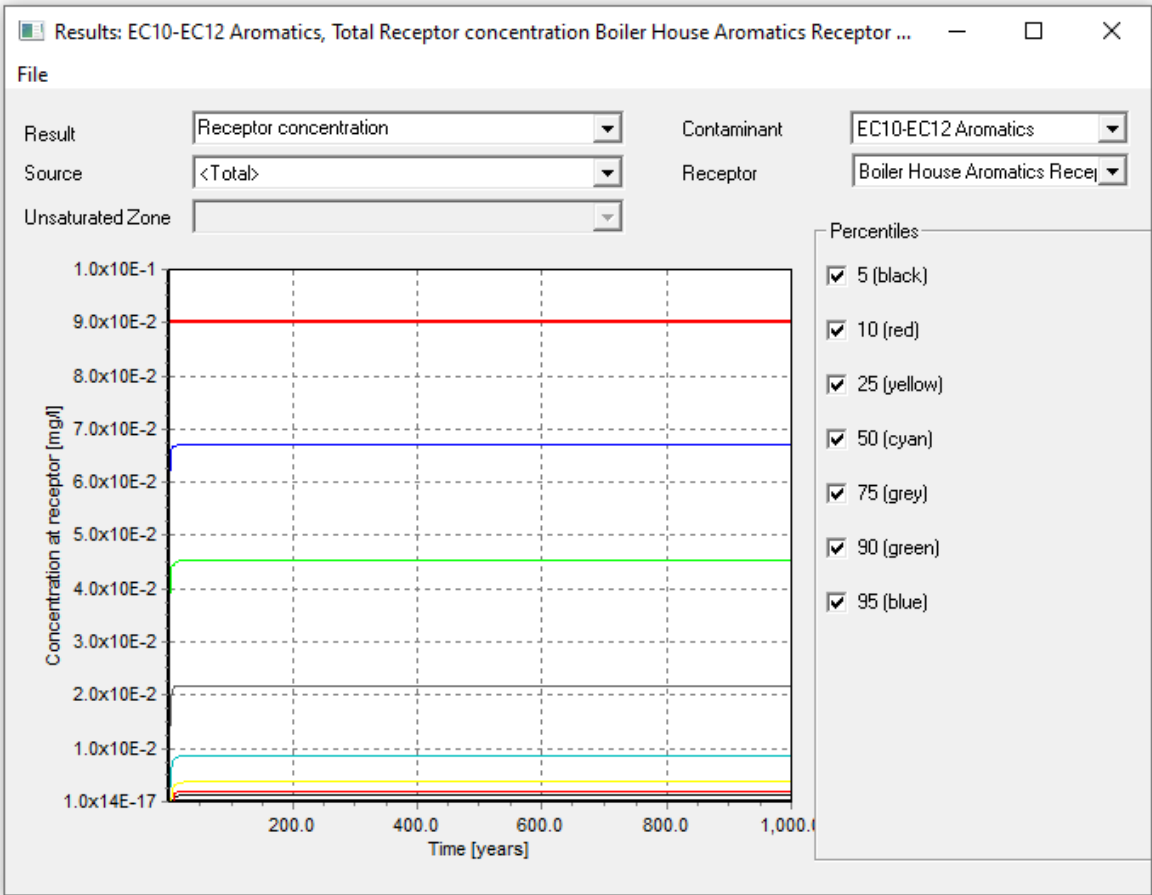 Results: EC10-EC12 Aromatics, Total Receptor concentration Boiler House Aromatics Receptor ...
File
Result
Receptor concentration
Contaminant
EC10-EC12 Aromatics
Source
<Total>
Receptor
Boiler House Aromatics Recep
Unsaturated Zone
Percentiles
5 (black)
10 (red)
25 (yellow)
50 (cyan)
75 (grey)
90 (green)
95 (blue)
Concentration at receptor [mg/l]
1.0x10E-1
9.0x10E-2
8.0x10E-2
7.0x10E-2
6.0x10E-2
5.0x10E-2
4.0x10E-2
3.0x10E-2
2.0x10E-2
1.0x10E-2
1.0x14E-17
200.0
400.0
600.0
800.0
1,000.0
Time [years]